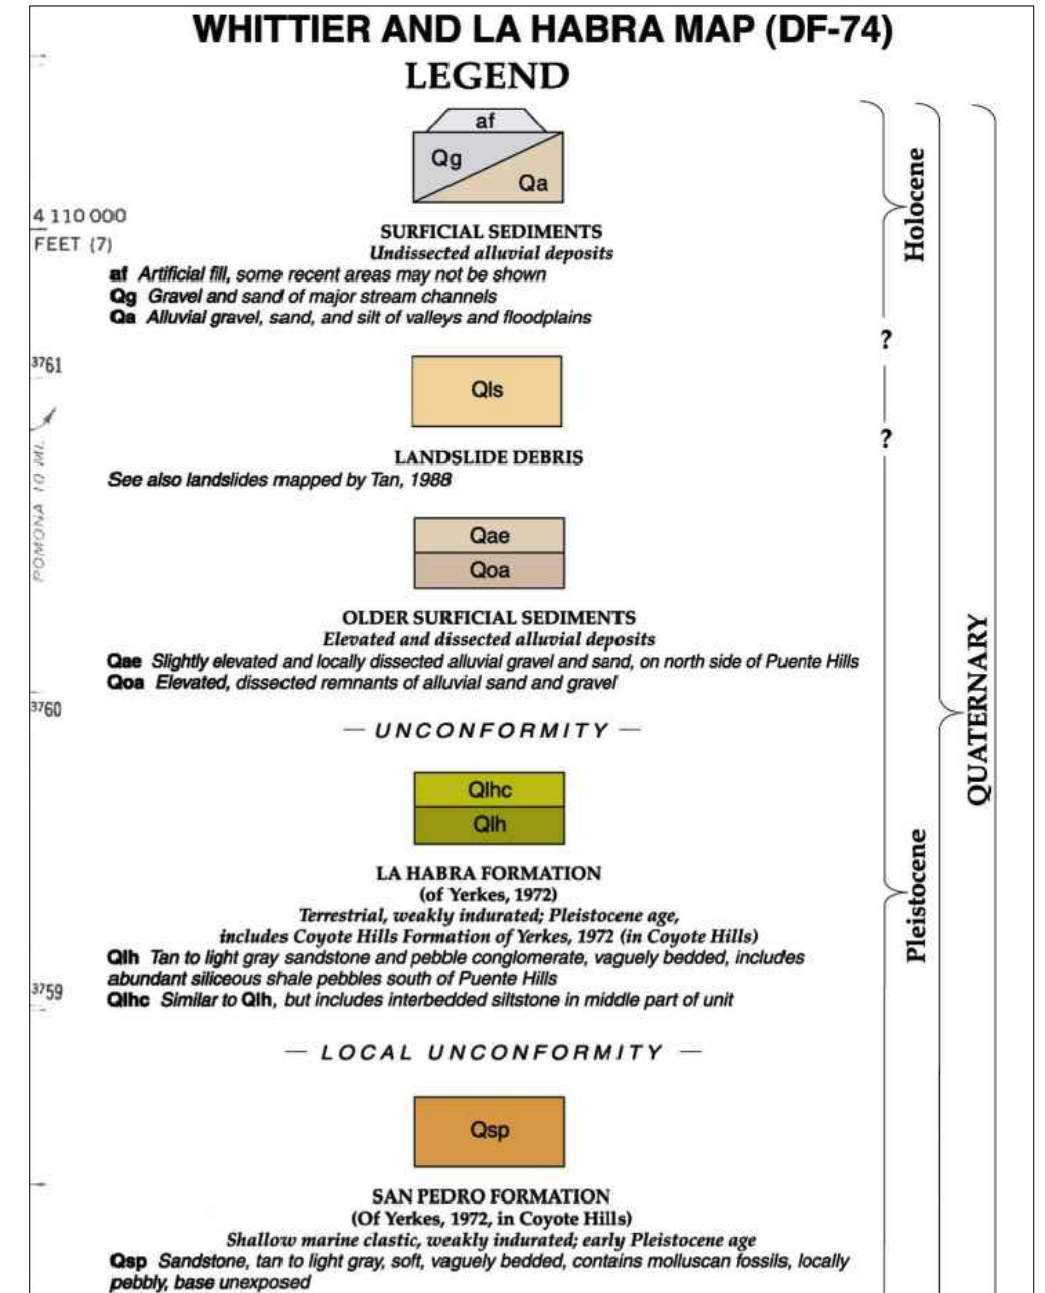 WHITTIER AND LA HABRA MAP (DF-74)
LEGEND
af
Qg
Qa
4 110 000
FEET (7)
SURFICIAL SEDIMENTS
Undissected alluvial deposits
af Artificial fill, some recent areas may not be shown
Qg Gravel and sand of major stream channels
Qa Alluvial gravel, sand, and silt of valleys and floodplains
Holocene
?
3761
Qls
?
LANDSLIDE DEBRIS
See also landslides mapped by Tan, 1988
POMONA 10 MI.
Qae
Qoa
OLDER SURFICIAL SEDIMENTS
Elevated and dissected alluvial deposits
Qae Slightly elevated and locally dissected alluvial gravel and sand, on north side of Puente Hills
Qoa Elevated, dissected remnants of alluvial sand and gravel
3760
— UNCONFORMITY —
QUATERNARY
Qlhc
Qlh
LA HABRA FORMATION
(of Yerkes, 1972)
Terrestrial, weakly indurated; Pleistocene age,
includes Coyote Hills Formation of Yerkes, 1972 (in Coyote Hills)
Qlh Tan to light gray sandstone and pebble conglomerate, vaguely bedded, includes
abundant siliceous shale pebbles south of Puente Hills
Qlhc Similar to Qlh, but includes interbedded siltstone in middle part of unit
Pleistocene
3759
— LOCAL UNCONFORMITY —
Qsp
SAN PEDRO FORMATION
(Of Yerkes, 1972, in Coyote Hills)
Shallow marine clastic, weakly indurated; early Pleistocene age
Qsp Sandstone, tan to light gray, soft, vaguely bedded, contains molluscan fossils, locally
pebbly, base unexposed